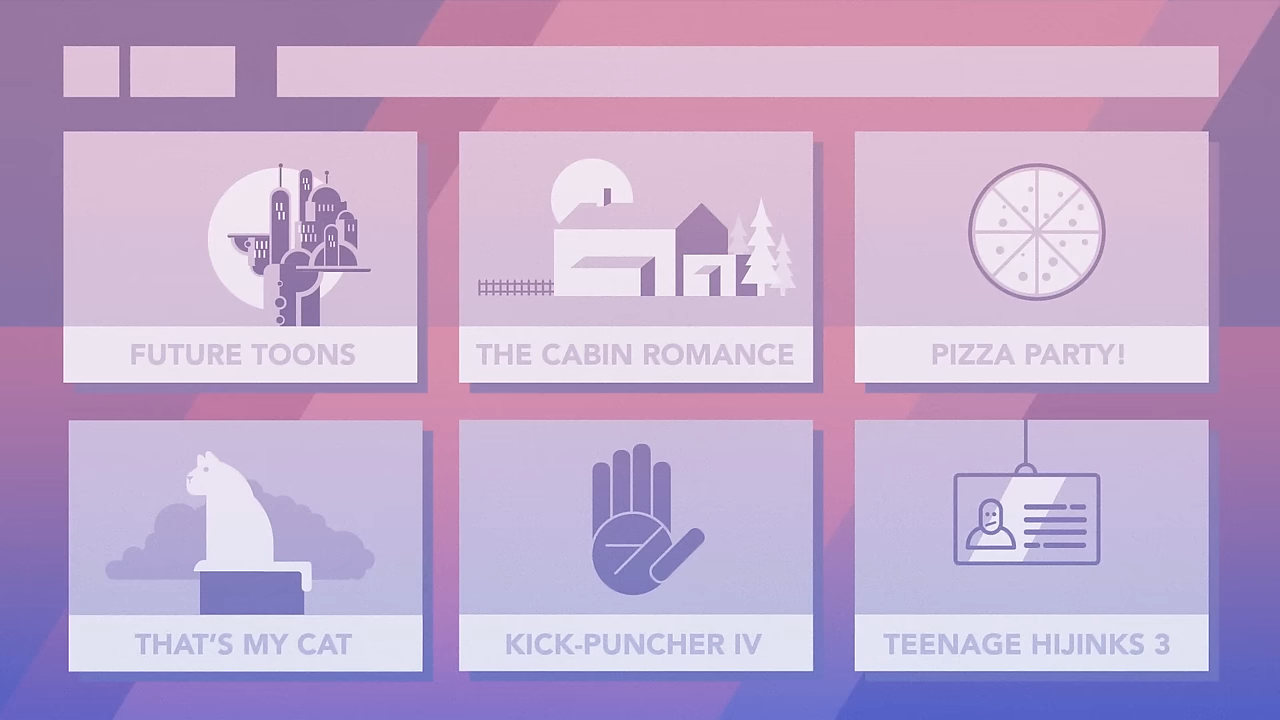 FUTURE TOONS
THE CABIN ROMANCE
PIZZA PARTY!
THAT'S MY CAT
KICK-PUNCHER IV
TEENAGE HIJINKS 3